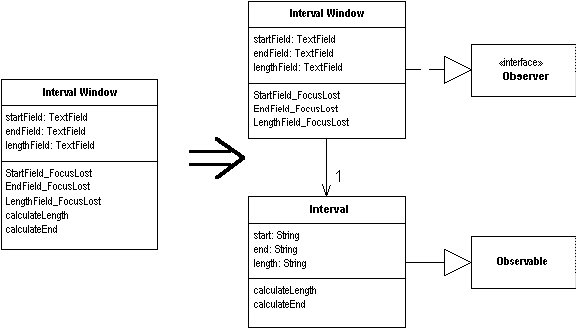 Interval Window
startField: TextField
endField: TextField
lengthField: TextField
StartField_FocusLost
EndField_FocusLost
LengthField_FocusLost
calculateLength
calculateEnd
Interval Window
startField: TextField
endField: TextField
lengthField: TextField
StartField_FocusLost
EndField_FocusLost
LengthField_FocusLost
«interface»
Observer
1
Interval
start: String
end: String
length: String
calculateLength
calculateEnd
Observable